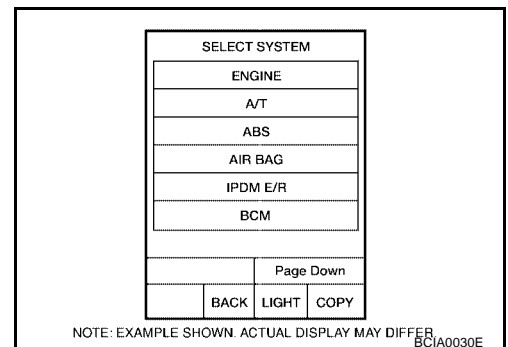 SELECT SYSTEM
ENGINE
A/T
ABS
AIR BAG
IPDM E/R
BCM
Page Down
BACK LIGHT COPY
NOTE: EXAMPLE SHOWN. ACTUAL DISPLAY MAY DIFFER
BCIA0030E